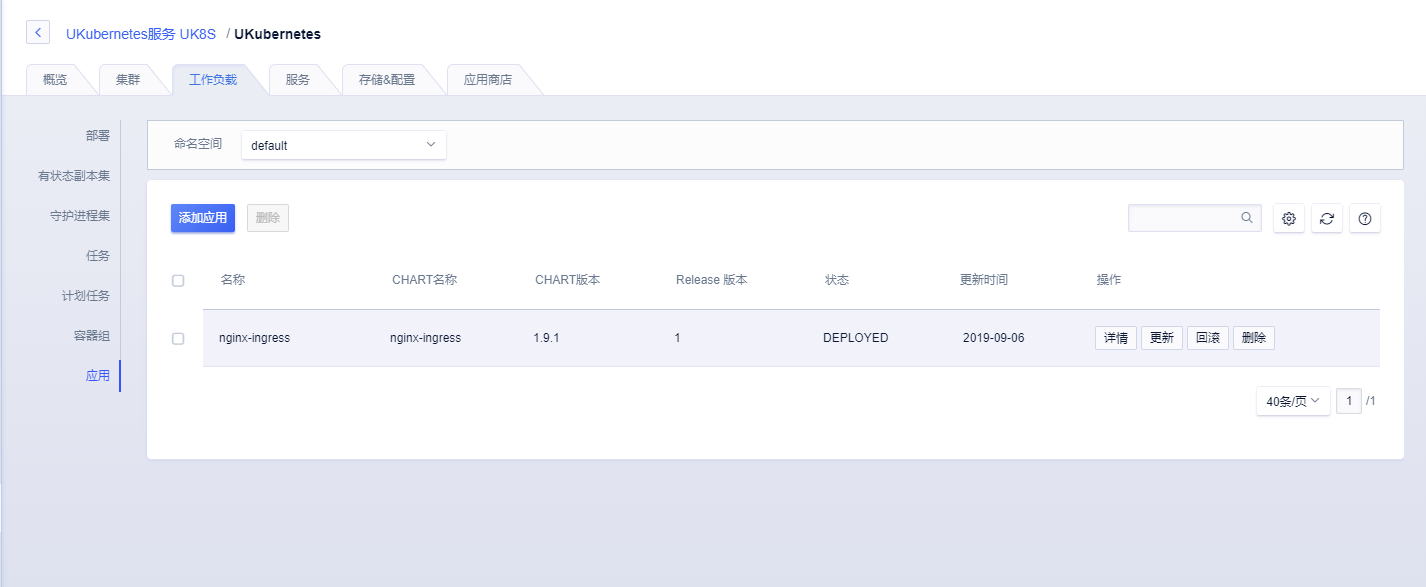 UKubernetes服务 UK8S / UKubernetes
概览 集群 工作负载 服务 存储&配置 应用商店
部署
有状态副本集
守护进程集
任务
计划任务
容器组
应用
命名空间 default
添加应用 删除
名称 CHART名称 CHART版本 Release 版本 状态 更新时间 操作
nginx-ingress nginx-ingress 1.9.1 1 DEPLOYED 2019-09-06 详情 更新 回滚 删除
40条/页 1 /1